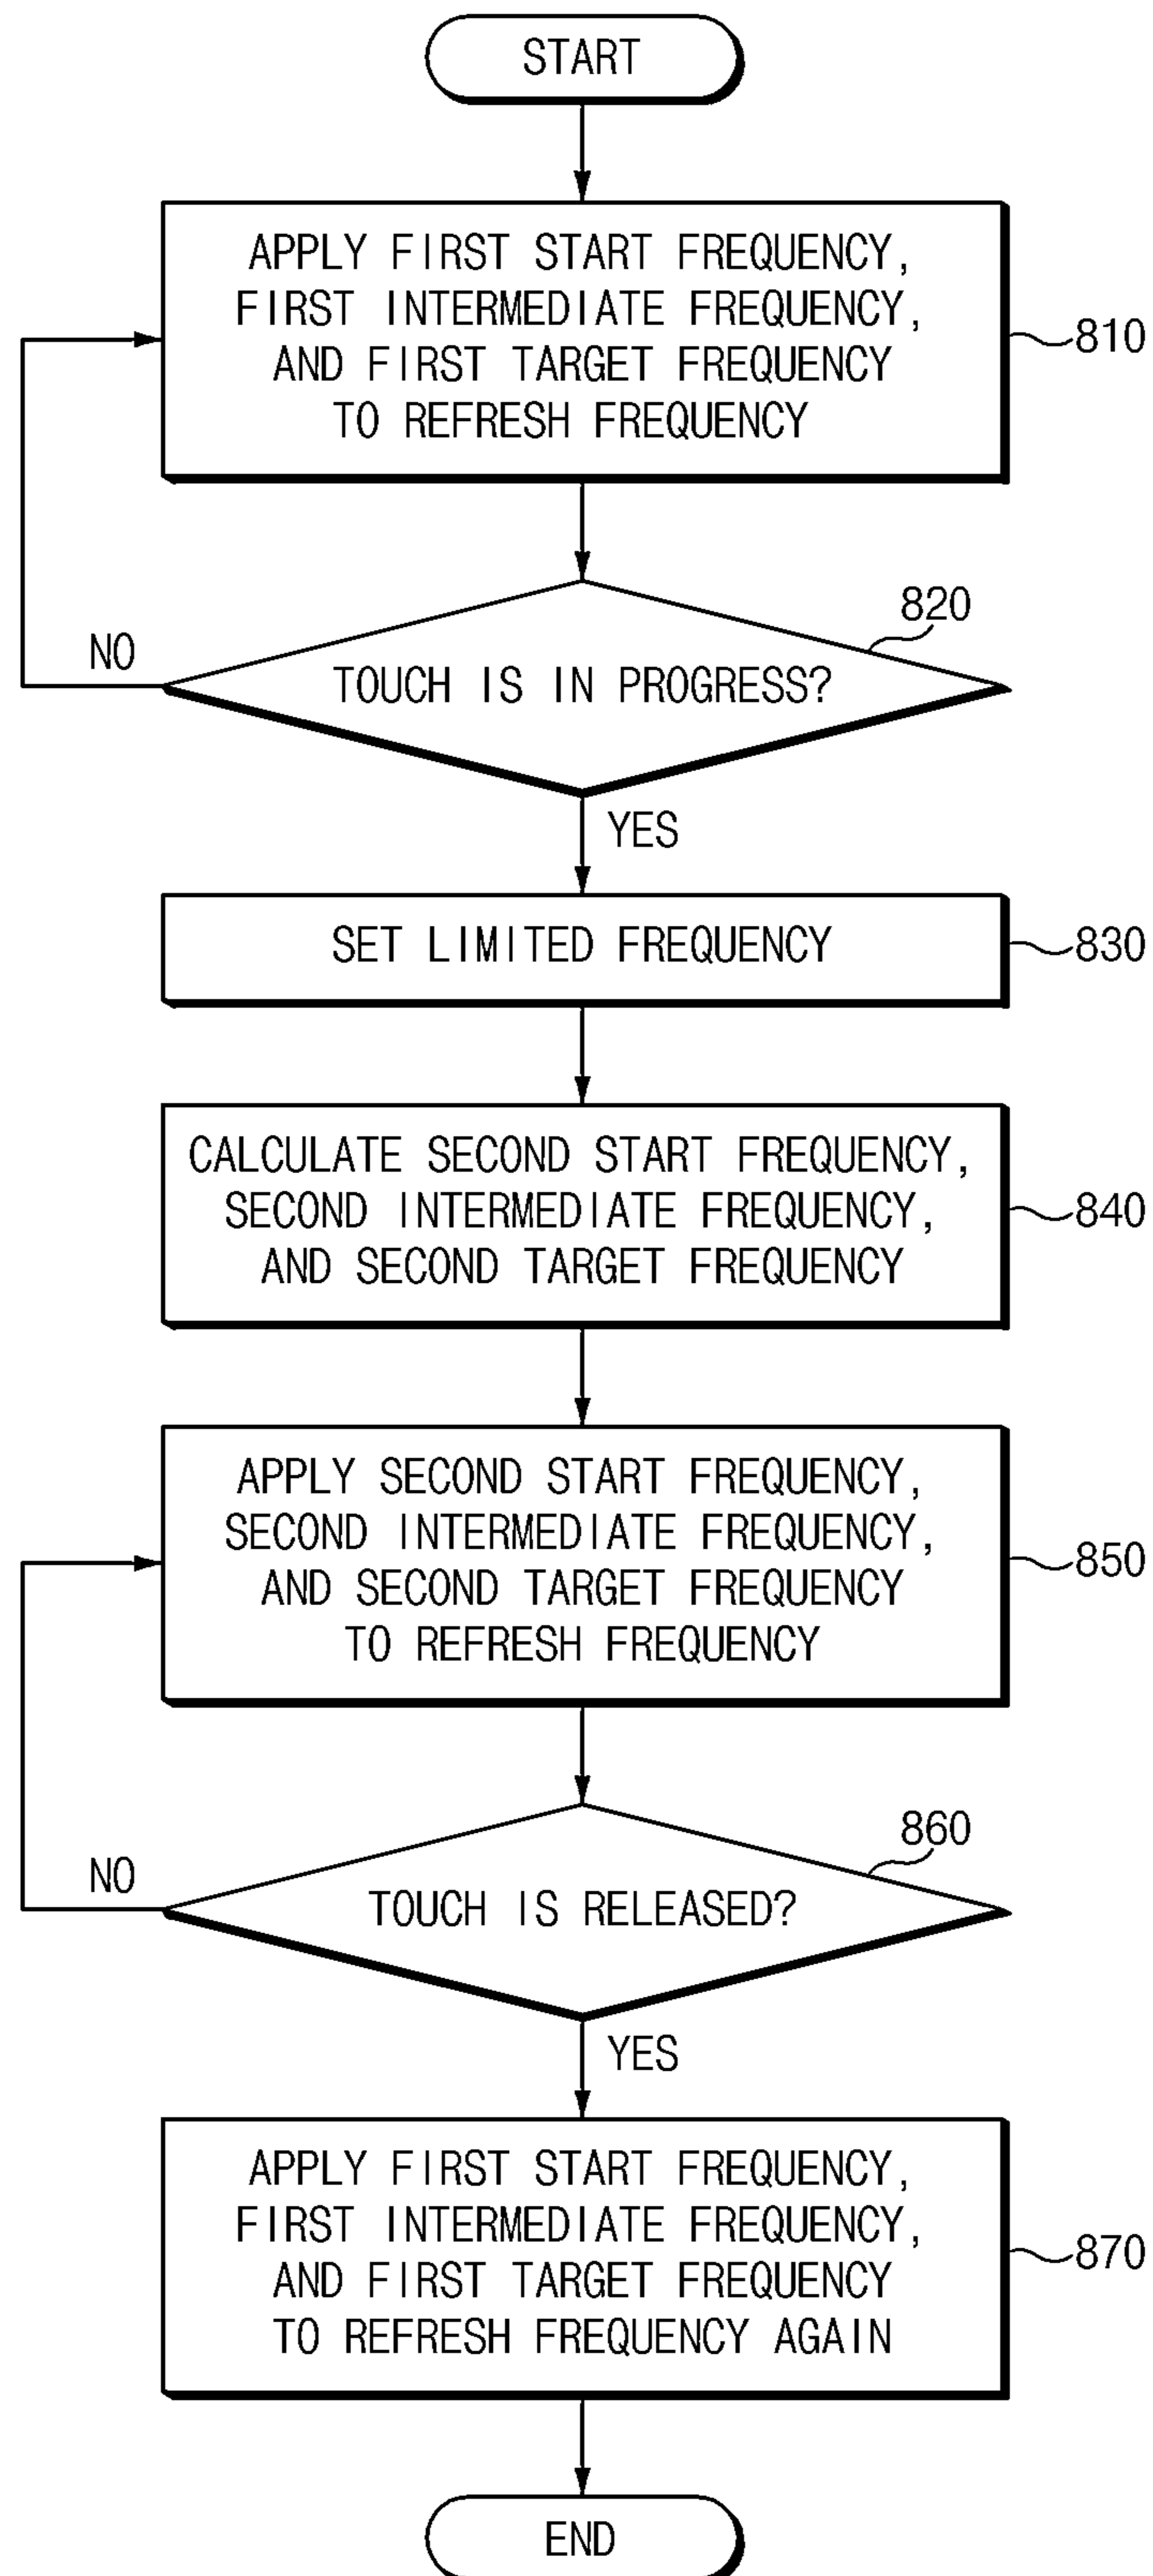 START
APPLY FIRST START FREQUENCY,
FIRST INTERMEDIATE FREQUENCY,
AND FIRST TARGET FREQUENCY
TO REFRESH FREQUENCY
810
820
NO
TOUCH IS IN PROGRESS?
YES
SET LIMITED FREQUENCY
830
CALCULATE SECOND START FREQUENCY,
SECOND INTERMEDIATE FREQUENCY,
AND SECOND TARGET FREQUENCY
840
APPLY SECOND START FREQUENCY,
SECOND INTERMEDIATE FREQUENCY,
AND SECOND TARGET FREQUENCY
TO REFRESH FREQUENCY
850
860
NO
TOUCH IS RELEASED?
YES
APPLY FIRST START FREQUENCY,
FIRST INTERMEDIATE FREQUENCY,
AND FIRST TARGET FREQUENCY
TO REFRESH FREQUENCY AGAIN
870
END